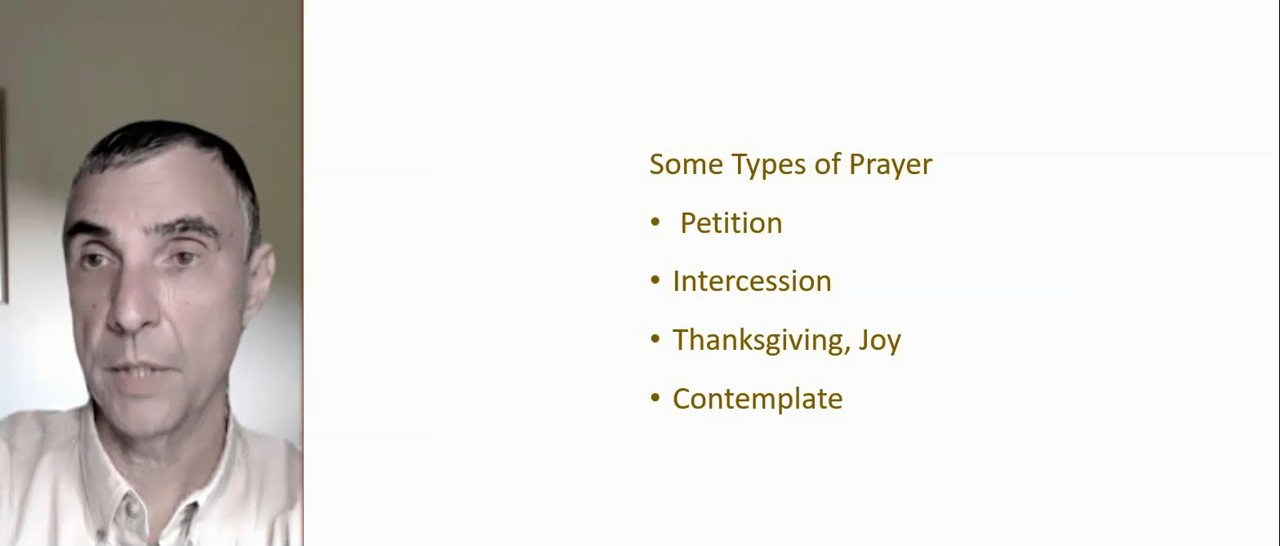 Some Types of Prayer
•  Petition
• Intercession
• Thanksgiving, Joy
• Contemplate